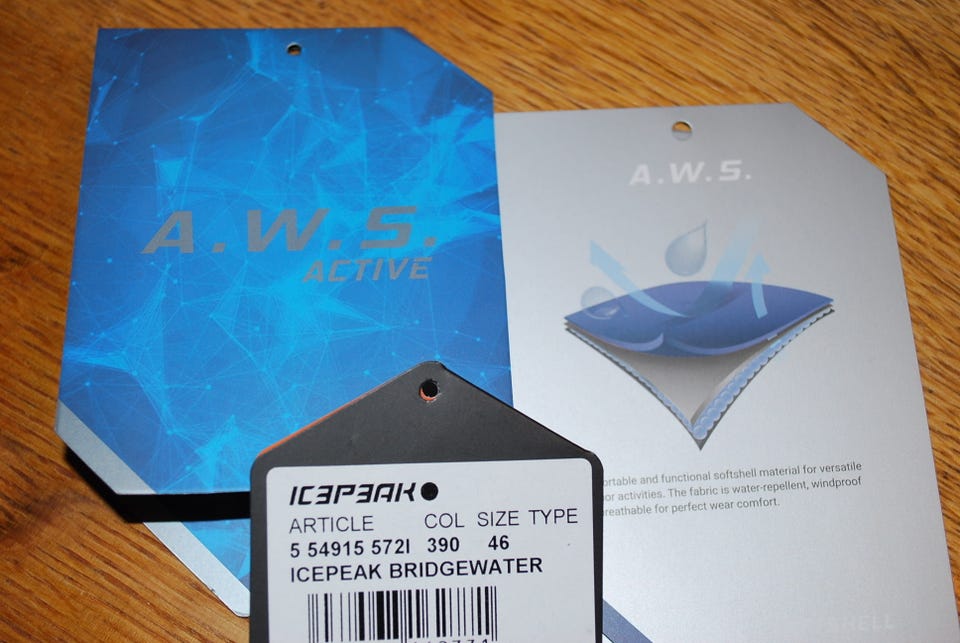 A.W.S.
ACTIVE
A.W.S.
ortable and functional softshell material for versatile
or activities. The fabric is water-repellent, windproof
breathable for perfect wear comfort.
ICEPEAK
ARTICLE COL SIZE TYPE
5 54915 572I 390 46
ICEPEAK BRIDGEWATER